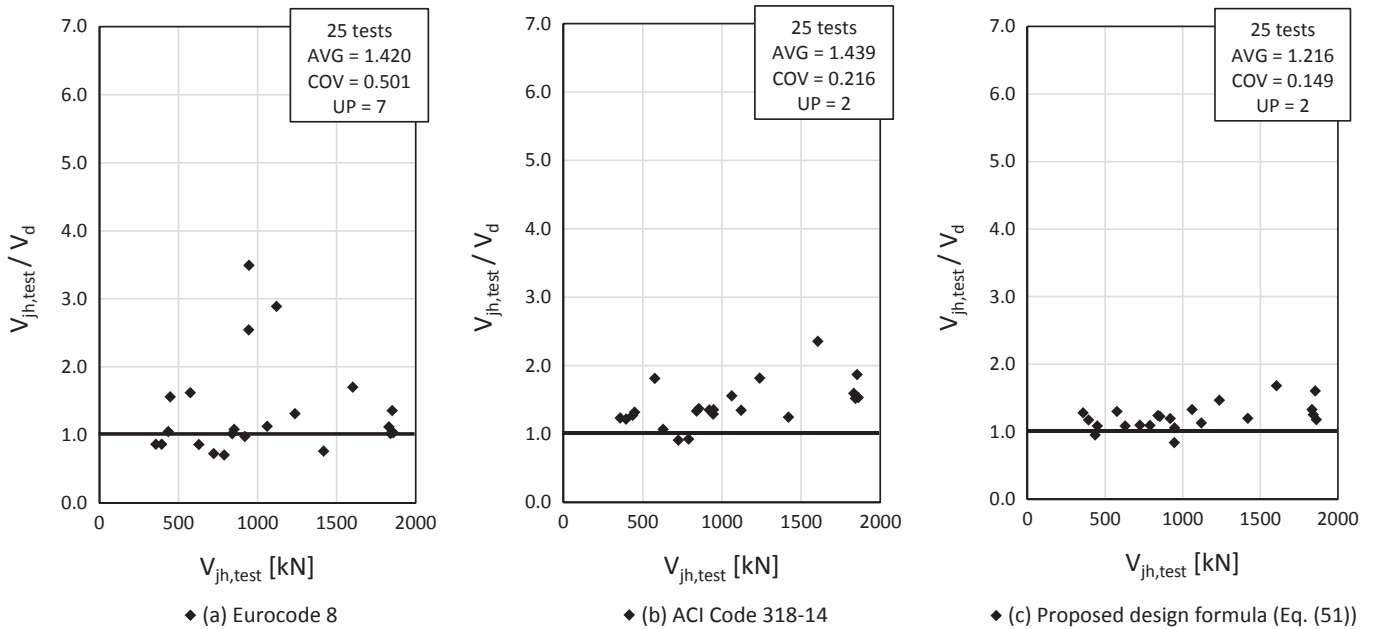 7.0
6.0
5.0
4.0
3.0
2.0
1.0
0.0
0 500 1000 1500 2000
V_jh,test / V_d
V_jh,test [kN]
25 tests
AVG = 1.420
COV = 0.501
UP = 7
◆ (a) Eurocode 8
7.0
6.0
5.0
4.0
3.0
2.0
1.0
0.0
0 500 1000 1500 2000
V_jh,test / V_d
V_jh,test [kN]
25 tests
AVG = 1.439
COV = 0.216
UP = 2
◆ (b) ACI Code 318-14
7.0
6.0
5.0
4.0
3.0
2.0
1.0
0.0
0 500 1000 1500 2000
V_jh,test / V_d
V_jh,test [kN]
25 tests
AVG = 1.216
COV = 0.149
UP = 2
◆ (c) Proposed design formula (Eq. (51))